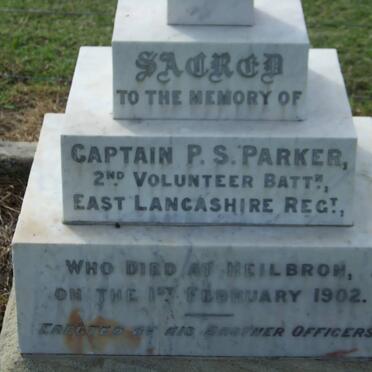 SACRED
TO THE MEMORY OF
CAPTAIN P. S. PARKER,
2ND VOLUNTEER BATTN,
EAST LANCASHIRE REGT,
WHO DIED AT HEILBRON,
ON THE 1ST FEBRUARY 1902.
ERECTED BY HIS BROTHER OFFICERS